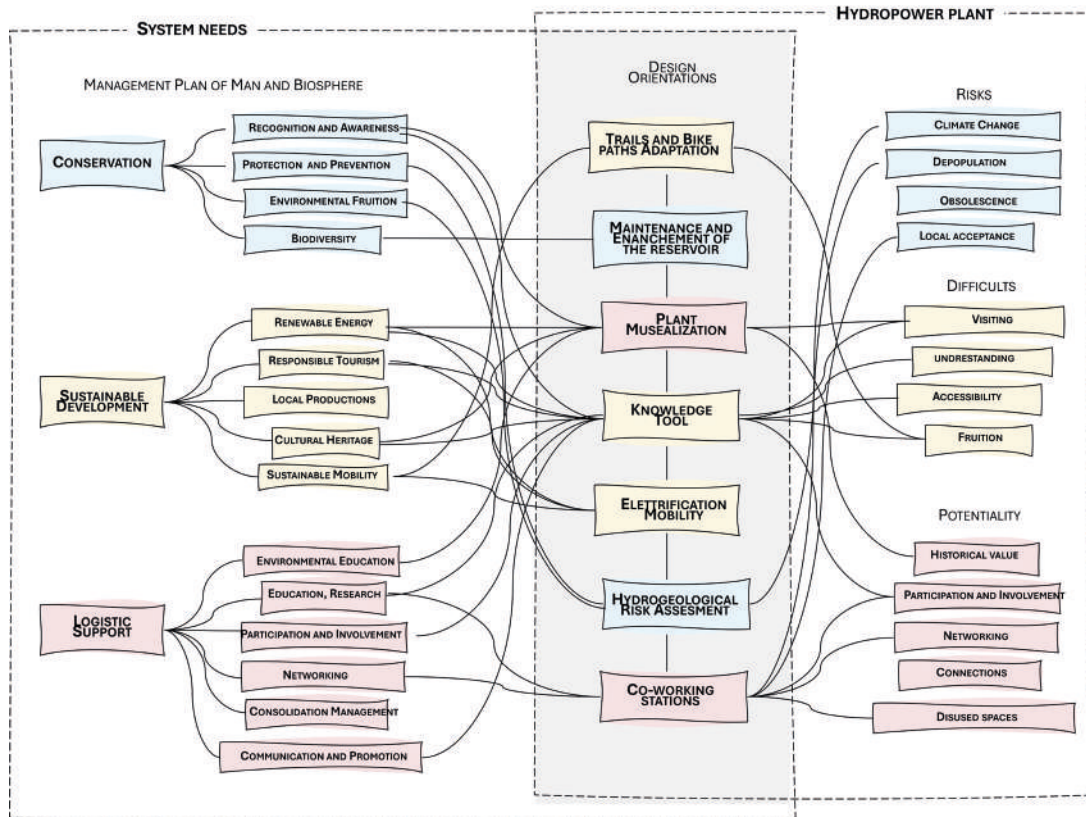 HYDROPOWER PLANT
SYSTEM NEEDS
MANAGEMENT PLAN OF MAN AND BIOSPHERE
CONSERVATION
RECOGNITION AND AWARENESS
PROTECTION AND PREVENTION
ENVIRONMENTAL FRUITION
BIODIVERSITY
SUSTAINABLE
DEVELOPMENT
RENEWABLE ENERGY
RESPONSIBLE TOURISM
LOCAL PRODUCTIONS
CULTURAL HERITAGE
SUSTAINABLE MOBILITY
LOGISTIC
SUPPORT
ENVIRONMENTAL EDUCATION
EDUCATION, RESEARCH
PARTICIPATION AND INVOLVEMENT
NETWORKING
CONSOLIDATION MANAGEMENT
COMMUNICATION AND PROMOTION
DESIGN
ORIENTATIONS
TRAILS AND BIKE
PATHS ADAPTATION
MAINTENANCE AND
ENANCHEMENT OF
THE RESERVOIR
PLANT
MUSEALIZATION
KNOWLEDGE
TOOL
ELETTRIFICATION
MOBILITY
HYDROGEOLOGICAL
RISK ASSESMENT
CO-WORKING
STATIONS
RISKS
CLIMATE CHANGE
DEPOPULATION
OBSOLESCENCE
LOCAL ACCEPTANCE
DIFFICULTS
VISITING
UNDRESTANDING
ACCESSIBILITY
FRUITION
POTENTIALITY
HISTORICAL VALUE
PARTICIPATION AND INVOLVEMENT
NETWORKING
CONNECTIONS
DISUSED SPACES